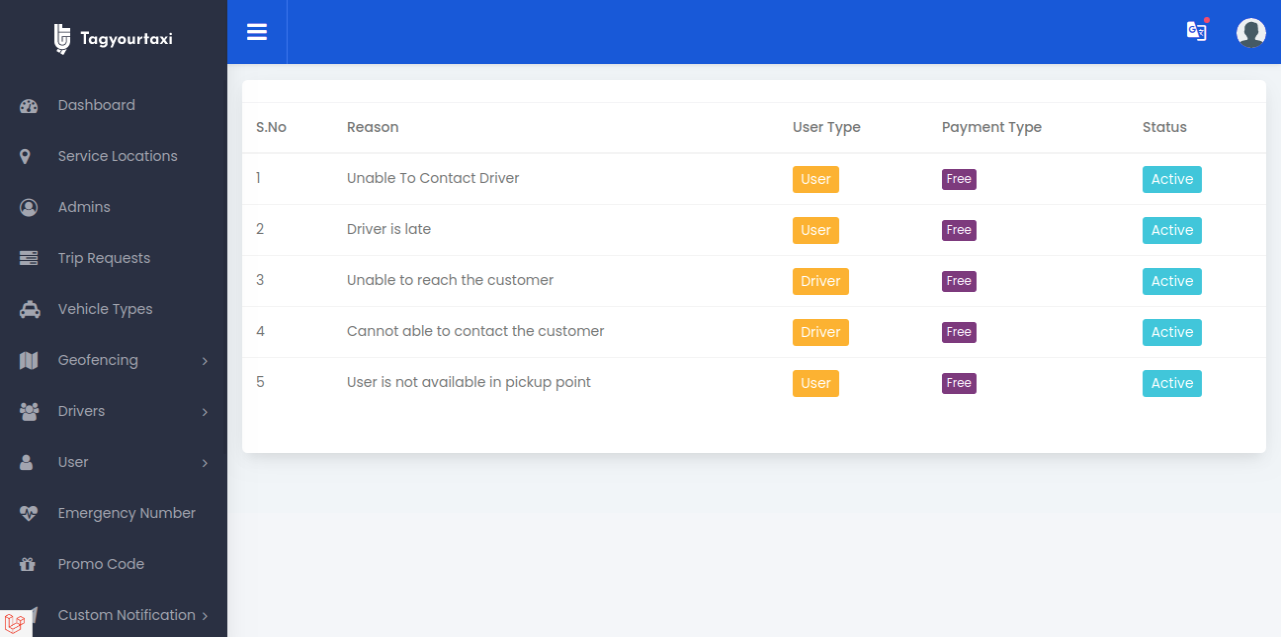 Tagyourtaxi
Dashboard
Service Locations
Admins
Trip Requests
Vehicle Types
Geofencing
Drivers
User
Emergency Number
Promo Code
Custom Notification
S.No Reason User Type Payment Type Status
1 Unable To Contact Driver User Free Active
2 Driver is late User Free Active
3 Unable to reach the customer Driver Free Active
4 Cannot able to contact the customer Driver Free Active
5 User is not available in pickup point User Free Active